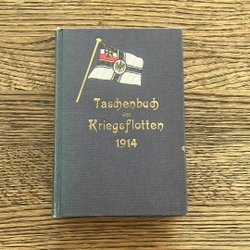 Taschenbuch
der
Kriegsflotten
1914